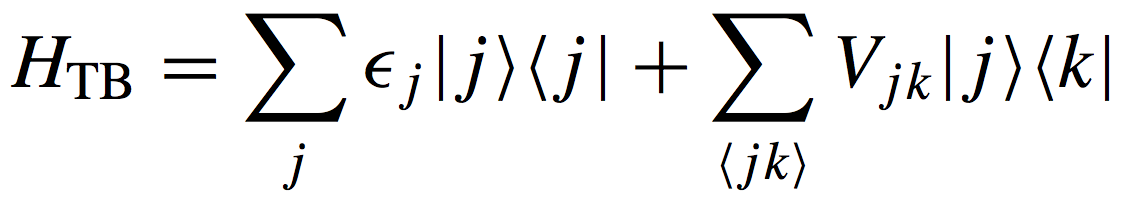 H_TB = ∑_j ϵ_j|j⟩⟨j| + ∑_⟨jk⟩ V_jk|j⟩⟨k|